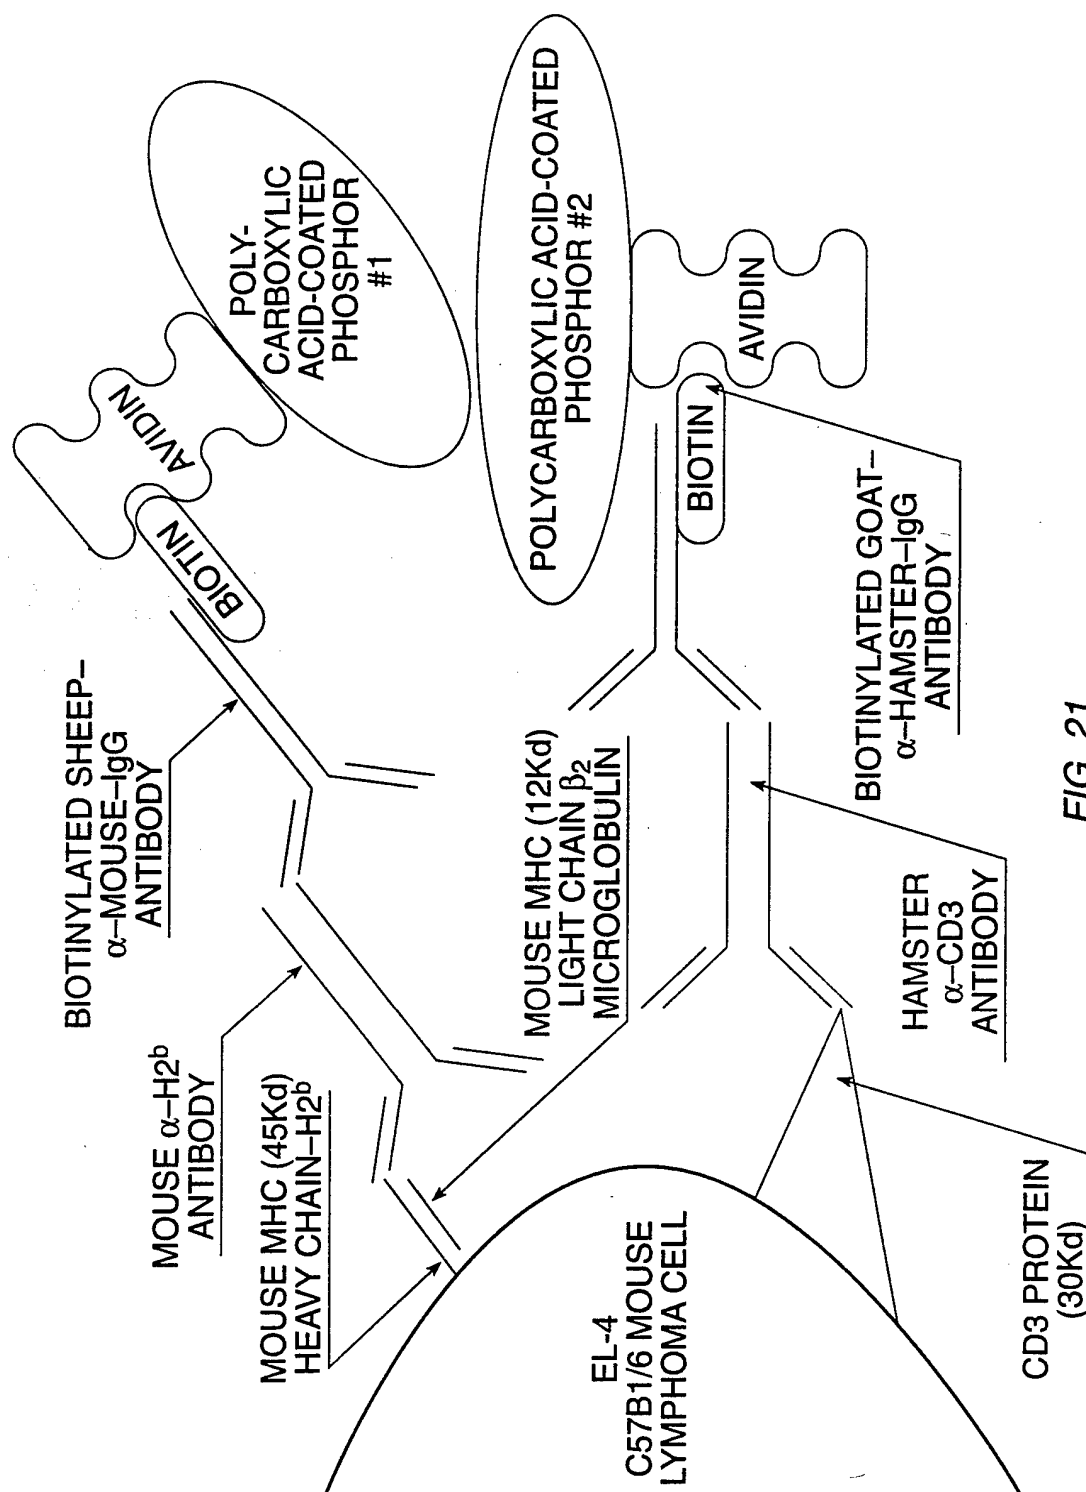 BIOTINYLATED SHEEP–
α–MOUSE–IgG
ANTIBODY
MOUSE α–H2b
ANTIBODY
MOUSE MHC (45Kd)
HEAVY CHAIN–H2b
EL-4
C57B1/6 MOUSE
LYMPHOMA CELL
MOUSE MHC (12Kd)
LIGHT CHAIN β2
MICROGLOBULIN
BIOTIN
AVIDIN
POLY-
CARBOXYLIC
ACID-COATED
PHOSPHOR
#1
POLYCARBOXYLIC ACID-COATED
PHOSPHOR #2
BIOTIN
AVIDIN
BIOTINYLATED GOAT–
α–HAMSTER–IgG
ANTIBODY
HAMSTER
α–CD3
ANTIBODY
CD3 PROTEIN
(30Kd)
FIG. 21